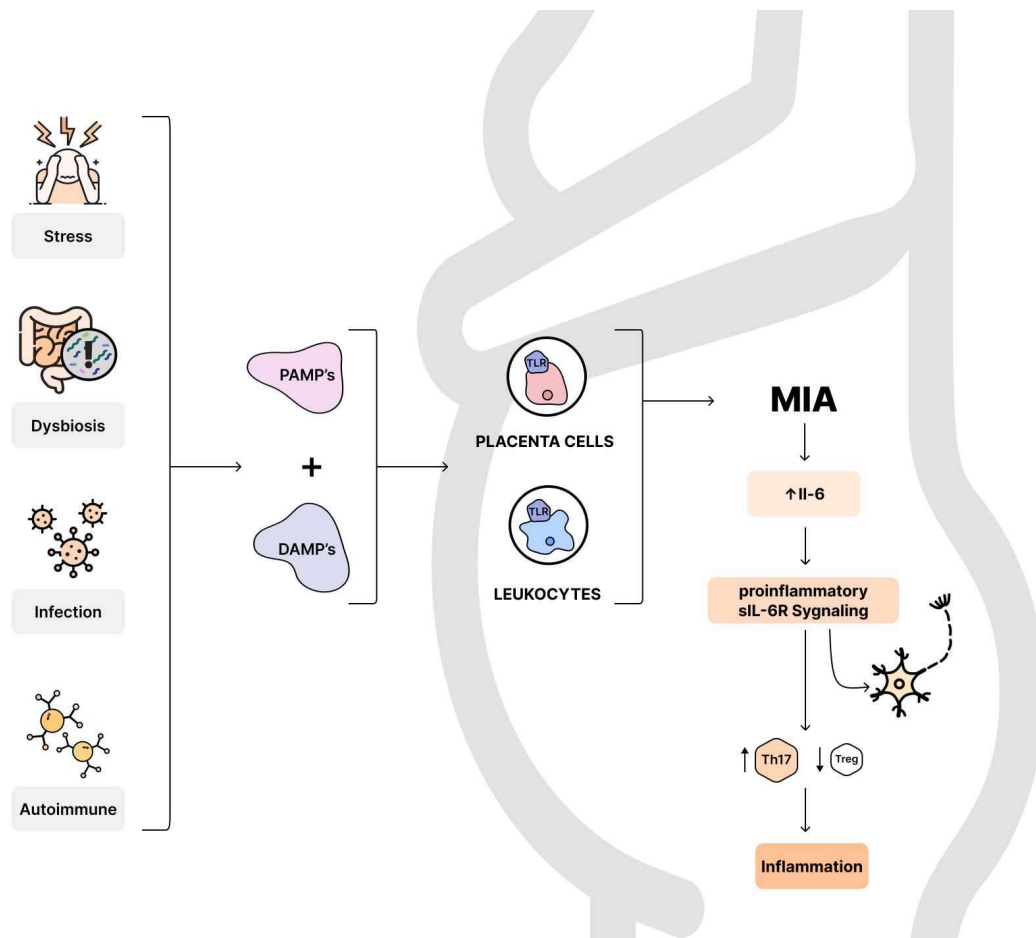 Stress
Dysbiosis
Infection
Autoimmune
PAMP's
+
DAMP's
TLR
PLACENTA CELLS
TLR
LEUKOCYTES
MIA
↑Il-6
proinflammatory
sIL-6R Sygnaling
Th17
Treg
Inflammation